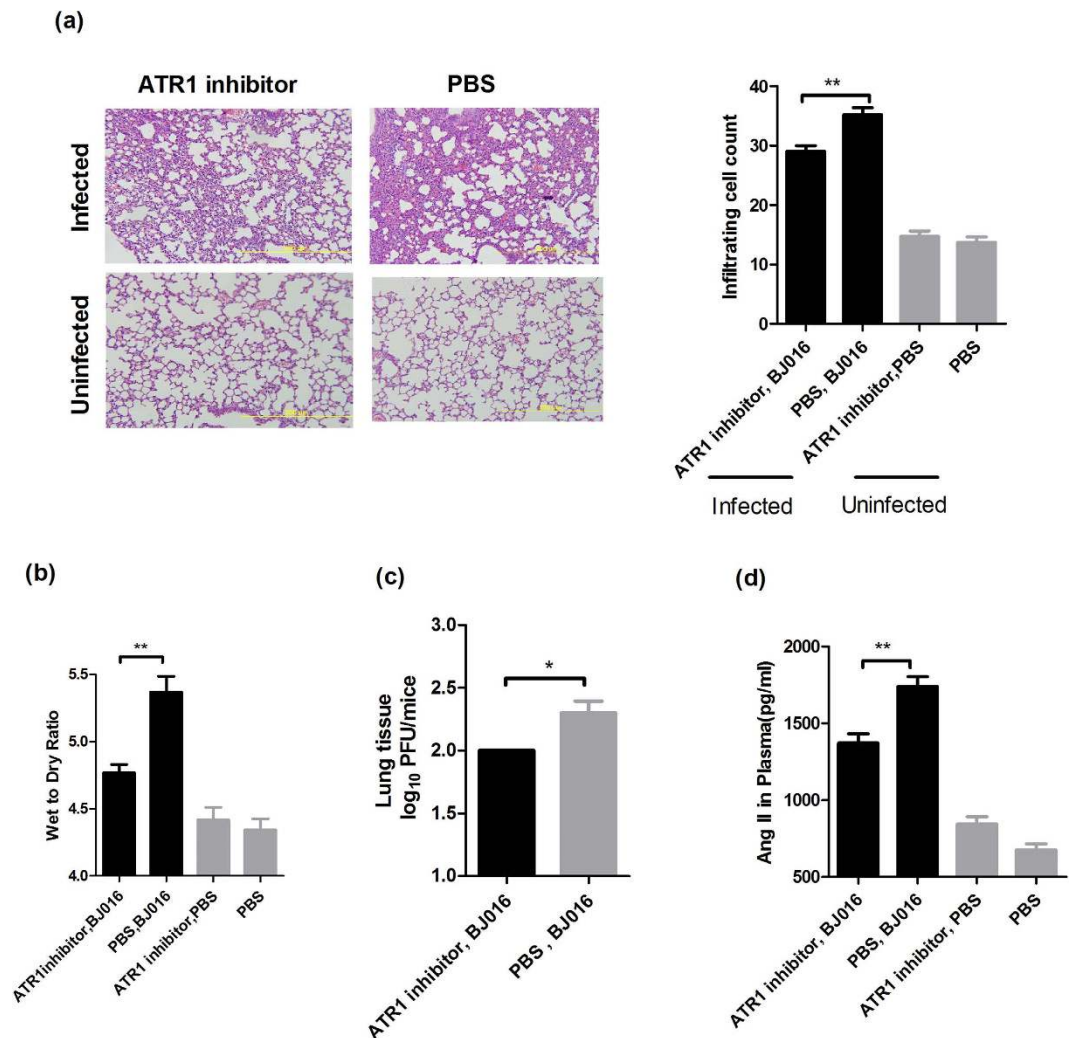 (a)
ATR1 inhibitor
PBS
Infected
Uninfected
Infiltrating cell count
40
30
20
10
0
**
ATR1 inhibitor, BJ016
PBS, BJ016
ATR1 inhibitor,PBS
PBS
Infected
Uninfected
(b)
Wet to Dry Ratio
5.5
5.0
4.5
4.0
**
ATR1inhibitor,BJ016
PBS,BJ016
ATR1 inhibitor,PBS
PBS
(c)
Lung tissue
log₁₀ PFU/mice
3.0
2.5
2.0
1.5
1.0
*
ATR1 inhibitor, BJ016
PBS , BJ016
(d)
Ang II in Plasma(pg/ml)
2000
1500
1000
500
**
ATR1 inhibitor, BJ016
PBS, BJ016
ATR1 inhibitor, PBS
PBS